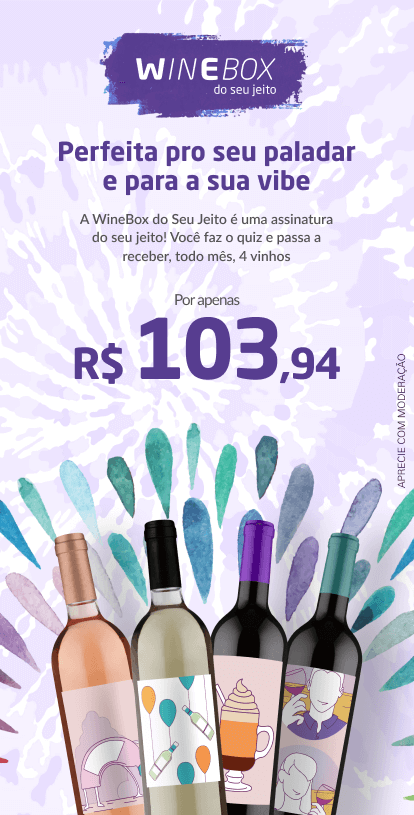 WINEBOX
do seu jeito
Perfeita pro seu paladar
e para a sua vibe
A WineBox do Seu Jeito é uma assinatura
do seu jeito! Você faz o quiz e passa a
receber, todo mês, 4 vinhos
Por apenas
R$ 103,94
APRECIE COM MODERAÇÃO